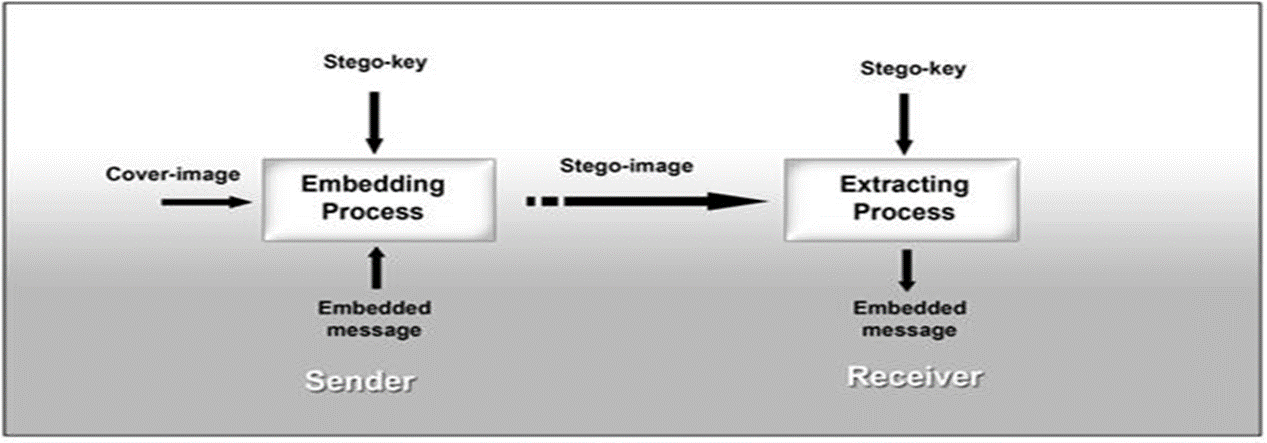 Stego-key
Stego-key
Cover-image
Embedding
Process
Stego-image
Extracting
Process
Embedded
message
Embedded
message
Sender
Receiver